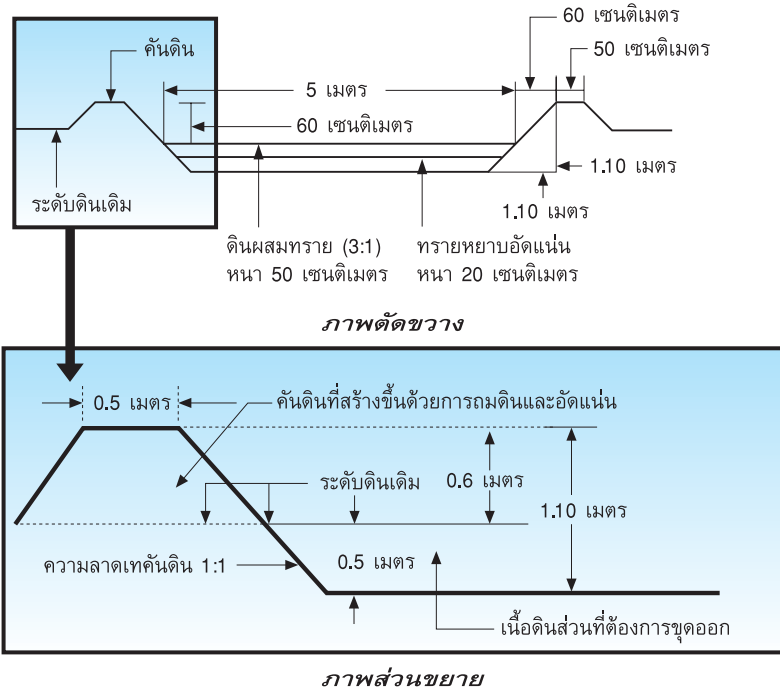 60 เซนติเมตร
คันดิน
50 เซนติเมตร
5 เมตร
60 เซนติเมตร
1.10 เมตร
ระดับดินเดิม
1.10 เมตร
ดินผสมทราย (3:1)
หนา 50 เซนติเมตร
ทรายหยาบอัดแน่น
หนา 20 เซนติเมตร
ภาพตัดขวาง
0.5 เมตร
คันดินที่สร้างขึ้นด้วยการถมดินและอัดแน่น
ระดับดินเดิม
0.6 เมตร
1.10 เมตร
ความลาดเทคันดิน 1:1
0.5 เมตร
เนื้อดินส่วนที่ต้องการขุดออก
ภาพส่วนขยาย